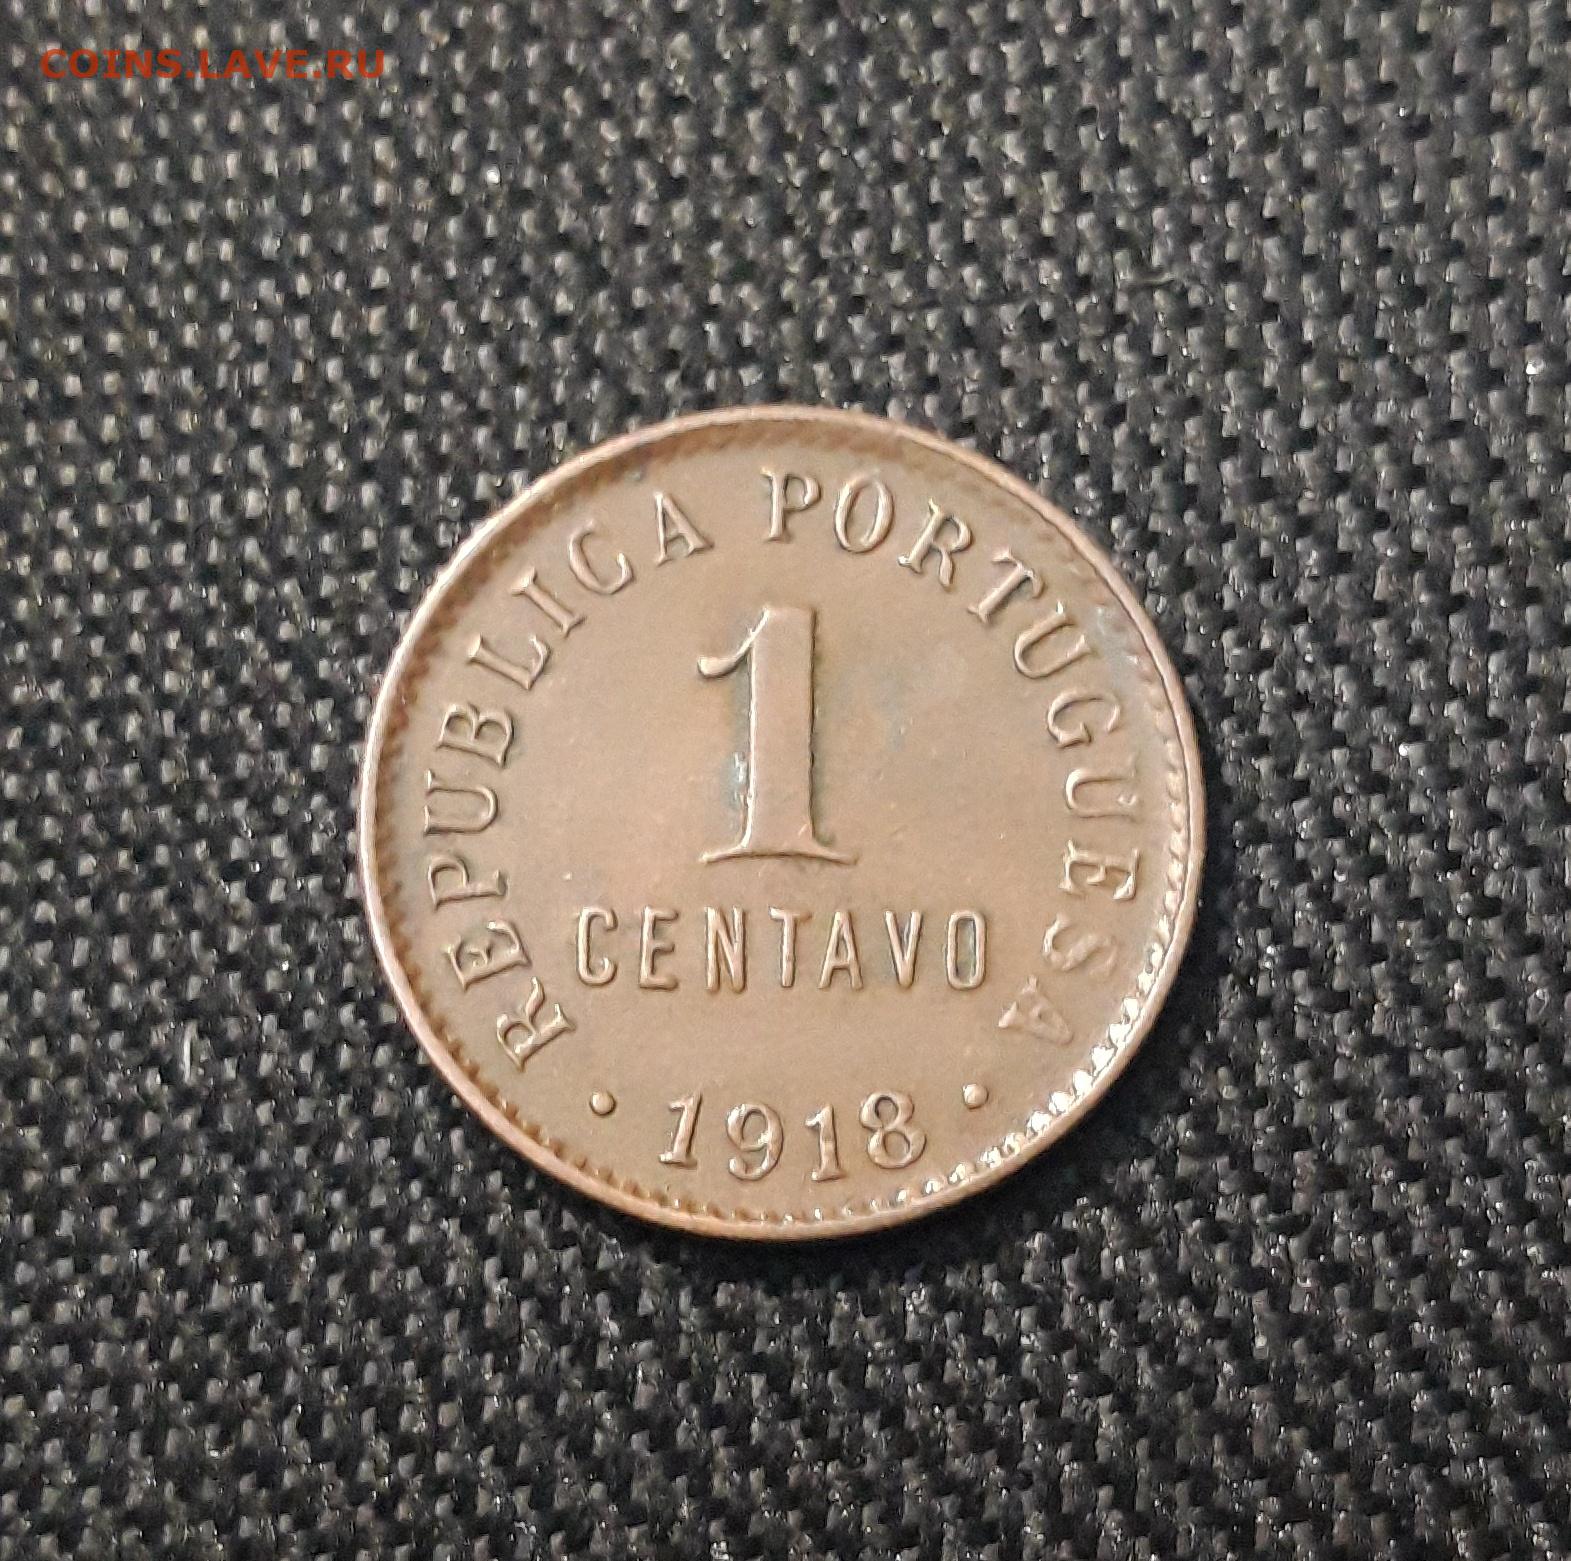 COINS.LAVE.RU
REPUBLICA PORTUGUESA
1
CENTAVO
· 1918 ·